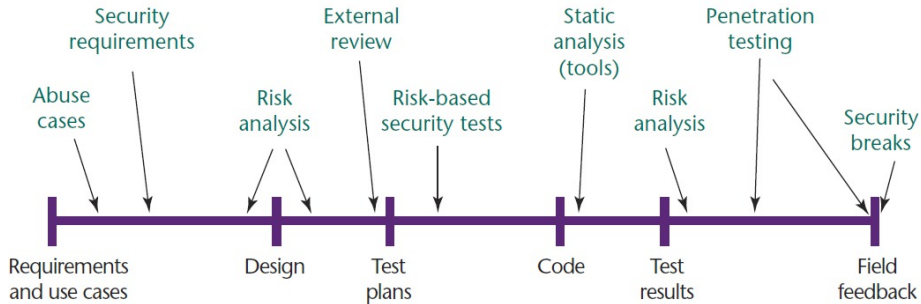 Security
requirements
External
review
Static
analysis
(tools)
Penetration
testing
Abuse
cases
Risk
analysis
Risk-based
security tests
Risk
analysis
Security
breaks
Requirements
and use cases
Design
Test
plans
Code
Test
results
Field
feedback